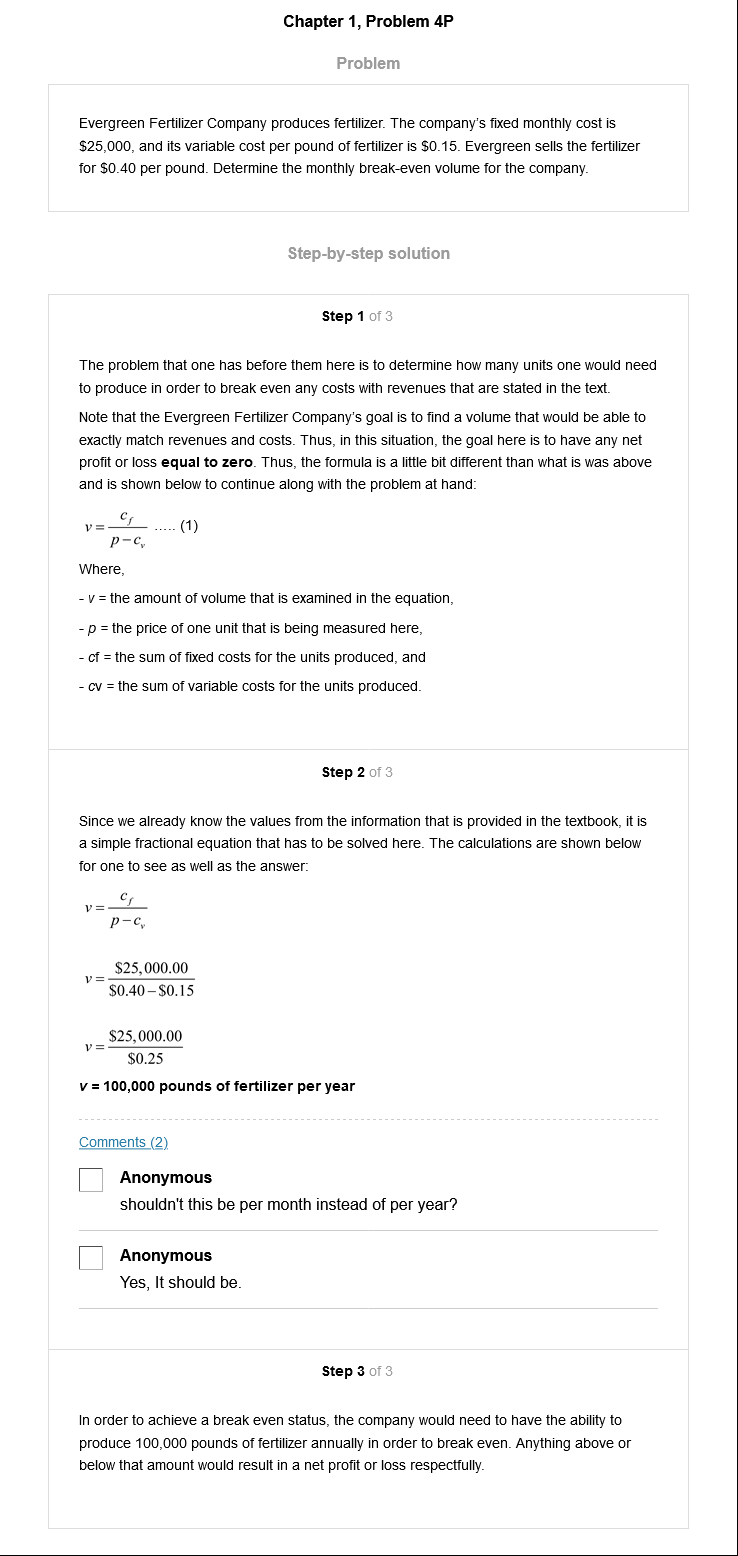 Chapter 1, Problem 4P
Problem
Evergreen Fertilizer Company produces fertilizer. The company's fixed monthly cost is
$25,000, and its variable cost per pound of fertilizer is $0.15. Evergreen sells the fertilizer
for $0.40 per pound. Determine the monthly break-even volume for the company.
Step-by-step solution
Step 1 of 3
The problem that one has before them here is to determine how many units one would need
to produce in order to break even any costs with revenues that are stated in the text.
Note that the Evergreen Fertilizer Company's goal is to find a volume that would be able to
exactly match revenues and costs. Thus, in this situation, the goal here is to have any net
profit or loss equal to zero. Thus, the formula is a little bit different than what is was above
and is shown below to continue along with the problem at hand:
v = c_f / (p − c_v) ..... (1)
Where,
- v = the amount of volume that is examined in the equation,
- p = the price of one unit that is being measured here,
- cf = the sum of fixed costs for the units produced, and
- cv = the sum of variable costs for the units produced.
Step 2 of 3
Since we already know the values from the information that is provided in the textbook, it is
a simple fractional equation that has to be solved here. The calculations are shown below
for one to see as well as the answer:
v = c_f / (p − c_v)
v = $25,000.00 / ($0.40 − $0.15)
v = $25,000.00 / $0.25
v = 100,000 pounds of fertilizer per year
Comments (2)
Anonymous
shouldn't this be per month instead of per year?
Anonymous
Yes, It should be.
Step 3 of 3
In order to achieve a break even status, the company would need to have the ability to
produce 100,000 pounds of fertilizer annually in order to break even. Anything above or
below that amount would result in a net profit or loss respectfully.